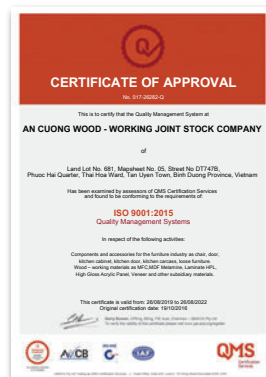 CERTIFICATE OF APPROVAL
No. 017-26282-Q
This is to certify that the Quality Management System at
AN CUONG WOOD - WORKING JOINT STOCK COMPANY
of
Land Lot No. 681, Mapsheet No. 05, Street No DT747B,
Phuoc Hai Quarter, Thai Hoa Ward, Tan Uyen Town, Binh Duong Province, Vietnam
Has been examined by assessors of QMS Certification Services
and found to be conforming to the requirements of:
ISO 9001:2015
Quality Management Systems
In respect of the following activities:
Components and accessories for the furniture industry as chair, door,
kitchen cabinet, kitchen door, kitchen carcass, loose furniture.
Wood – working materials as MFC,MDF Melamine, Laminate HPL,
High Gloss Acrylic Panel, Veneer and other subsidiary materials.
This certificate is valid from: 26/08/2019 to 26/08/2022
Original certification date: 19/10/2016
IAF
QMS
Certification
Services